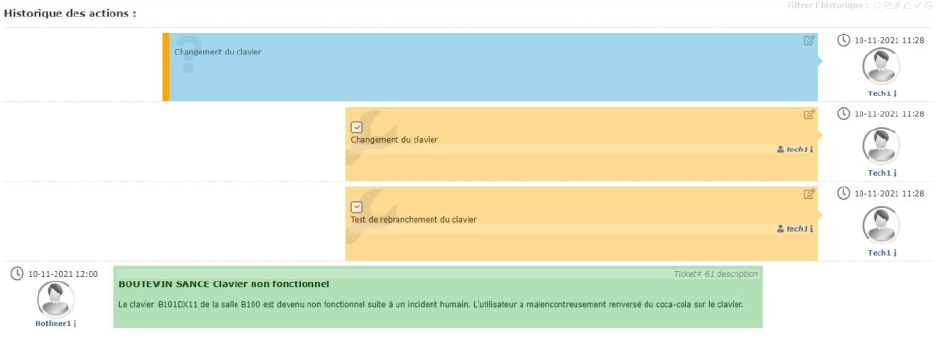 Filtrer l'historique :
Historique des actions :
Changement du clavier
10-11-2021 11:28
Tech1 i
10-11-2021 11:28
Changement du clavier
tech1 i
Tech1 i
10-11-2021 11:28
Test de rebranchement du clavier
tech1 i
Tech1 i
10-11-2021 12:00
Ticket# 61 description
BOUTEVIN SANCE Clavier non fonctionnel
Le clavier B101DX11 de la salle B100 est devenu non fonctionnel suite à un incident humain. L'utilisateur a malencontreusement renversé du coca-cola sur le clavier.
Hotliner1 i